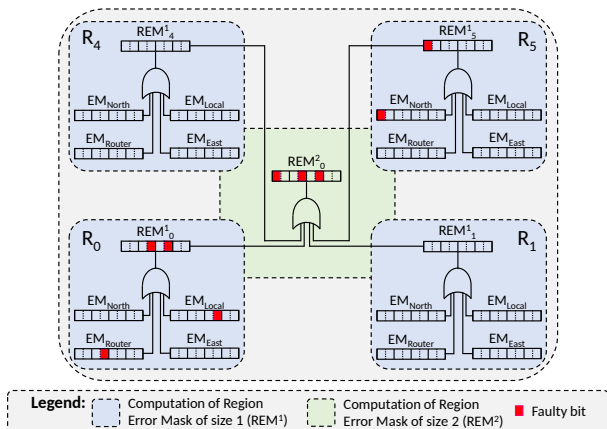 R4 REM¹4 REM¹5 R5
EMNorth EMLocal EMNorth EMLocal
EMRouter EMEast EMRouter EMEast
REM²0
R0 REM¹0 REM¹1 R1
EMNorth EMLocal EMNorth EMLocal
EMRouter EMEast EMRouter EMEast
Legend: Computation of Region Computation of Region Faulty bit
Error Mask of size 1 (REM¹) Error Mask of size 2 (REM²)